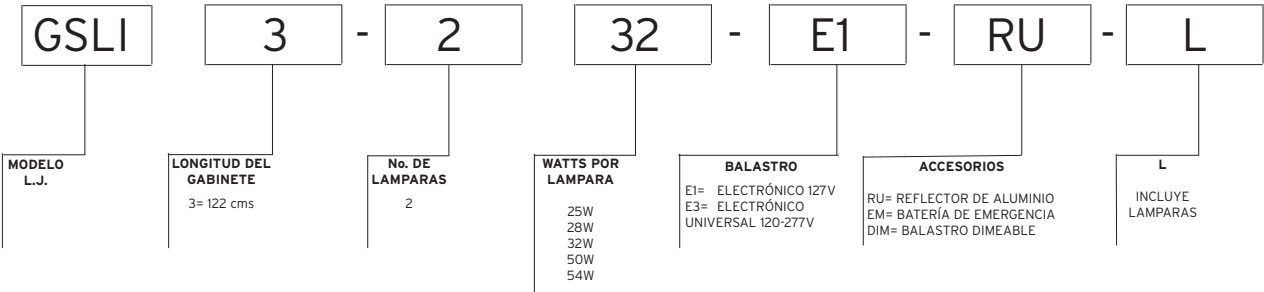 GSLI 3 - 2 32 - E1 - RU - L
MODELO
L.J.
LONGITUD DEL
GABINETE
3= 122 cms
No. DE
LAMPARAS
2
WATTS POR
LAMPARA
25W
28W
32W
50W
54W
BALASTRO
E1= ELECTRÓNICO 127V
E3= ELECTRÓNICO
UNIVERSAL 120-277V
ACCESORIOS
RU= REFLECTOR DE ALUMINIO
EM= BATERÍA DE EMERGENCIA
DIM= BALASTRO DIMEABLE
L
INCLUYE
LAMPARAS